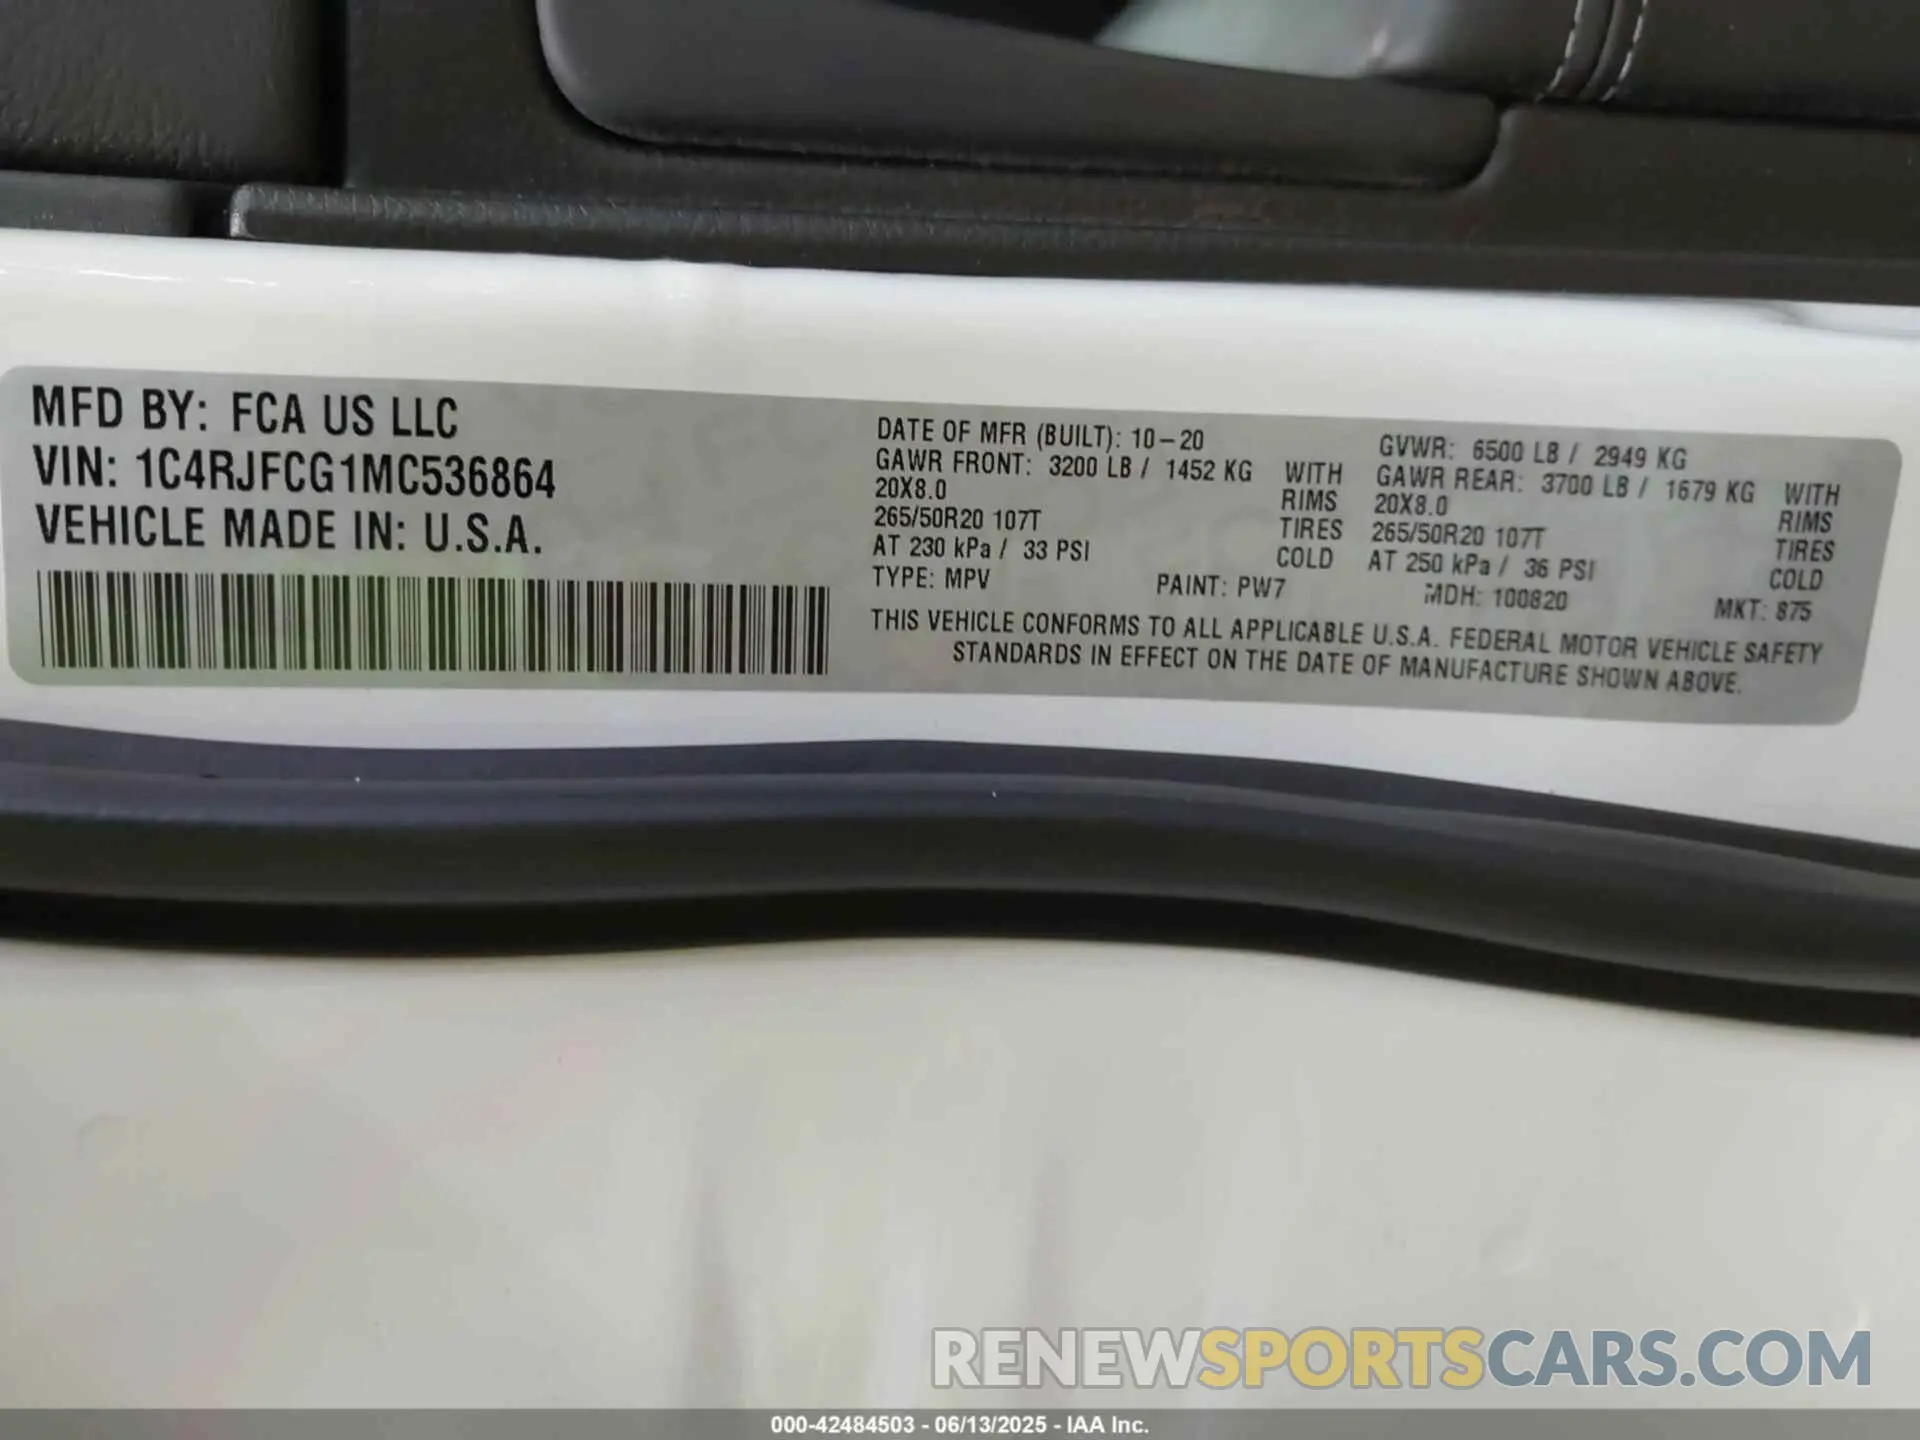 MFD BY: FCA US LLC
VIN: 1C4RJFCG1MC536864
VEHICLE MADE IN: U.S.A.
DATE OF MFR (BUILT): 10-20 GVWR: 6500 LB / 2949 KG
GAWR FRONT: 3200 LB / 1452 KG WITH GAWR REAR: 3700 LB / 1679 KG WITH
20X8.0 RIMS 20X8.0 RIMS
265/50R20 107T TIRES 265/50R20 107T TIRES
AT 230 kPa / 33 PSI COLD AT 250 kPa / 36 PSI COLD
TYPE: MPV PAINT: PW7 MDH: 100820 MKT: 875
THIS VEHICLE CONFORMS TO ALL APPLICABLE U.S.A. FEDERAL MOTOR VEHICLE SAFETY
STANDARDS IN EFFECT ON THE DATE OF MANUFACTURE SHOWN ABOVE.
RENEWSPORTSCARS.COM
000-42484503 - 06/13/2025 - IAA Inc.